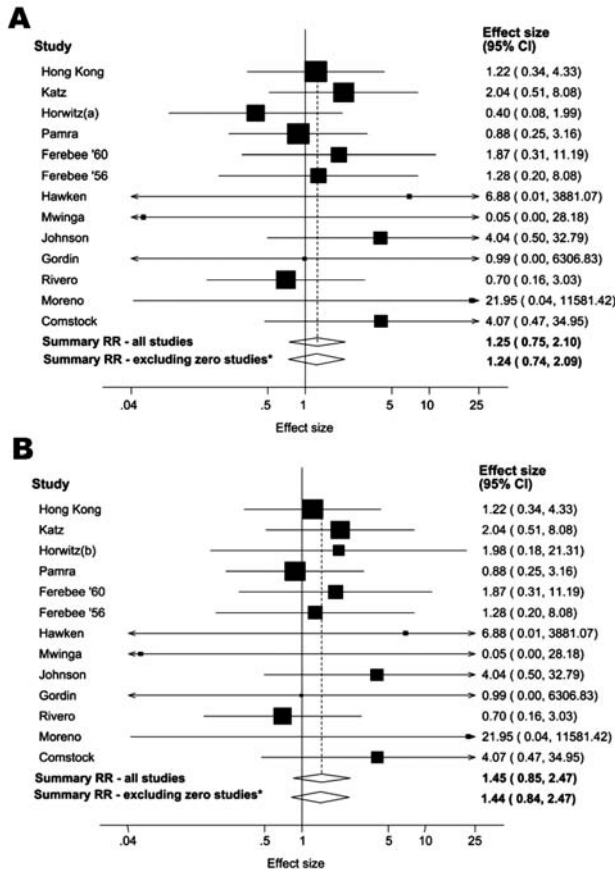 A
Study
Effect size
(95% CI)
Hong Kong 1.22 ( 0.34, 4.33)
Katz 2.04 ( 0.51, 8.08)
Horwitz(a) 0.40 ( 0.08, 1.99)
Pamra 0.88 ( 0.25, 3.16)
Ferebee '60 1.87 ( 0.31, 11.19)
Ferebee '56 1.28 ( 0.20, 8.08)
Hawken 6.88 ( 0.01, 3881.07)
Mwinga 0.05 ( 0.00, 28.18)
Johnson 4.04 ( 0.50, 32.79)
Gordin 0.99 ( 0.00, 6306.83)
Rivero 0.70 ( 0.16, 3.03)
Moreno 21.95 ( 0.04, 11581.42)
Comstock 4.07 ( 0.47, 34.95)
Summary RR - all studies 1.25 ( 0.75, 2.10)
Summary RR - excluding zero studies* 1.24 ( 0.74, 2.09)
.04 .5 1 5 10 25
Effect size
B
Study
Effect size
(95% CI)
Hong Kong 1.22 ( 0.34, 4.33)
Katz 2.04 ( 0.51, 8.08)
Horwitz(b) 1.98 ( 0.18, 21.31)
Pamra 0.88 ( 0.25, 3.16)
Ferebee '60 1.87 ( 0.31, 11.19)
Ferebee '56 1.28 ( 0.20, 8.08)
Hawken 6.88 ( 0.01, 3881.07)
Mwinga 0.05 ( 0.00, 28.18)
Johnson 4.04 ( 0.50, 32.79)
Gordin 0.99 ( 0.00, 6306.83)
Rivero 0.70 ( 0.16, 3.03)
Moreno 21.95 ( 0.04, 11581.42)
Comstock 4.07 ( 0.47, 34.95)
Summary RR - all studies 1.45 ( 0.85, 2.47)
Summary RR - excluding zero studies* 1.44 ( 0.84, 2.47)
.04 .5 1 5 10 25
Effect size